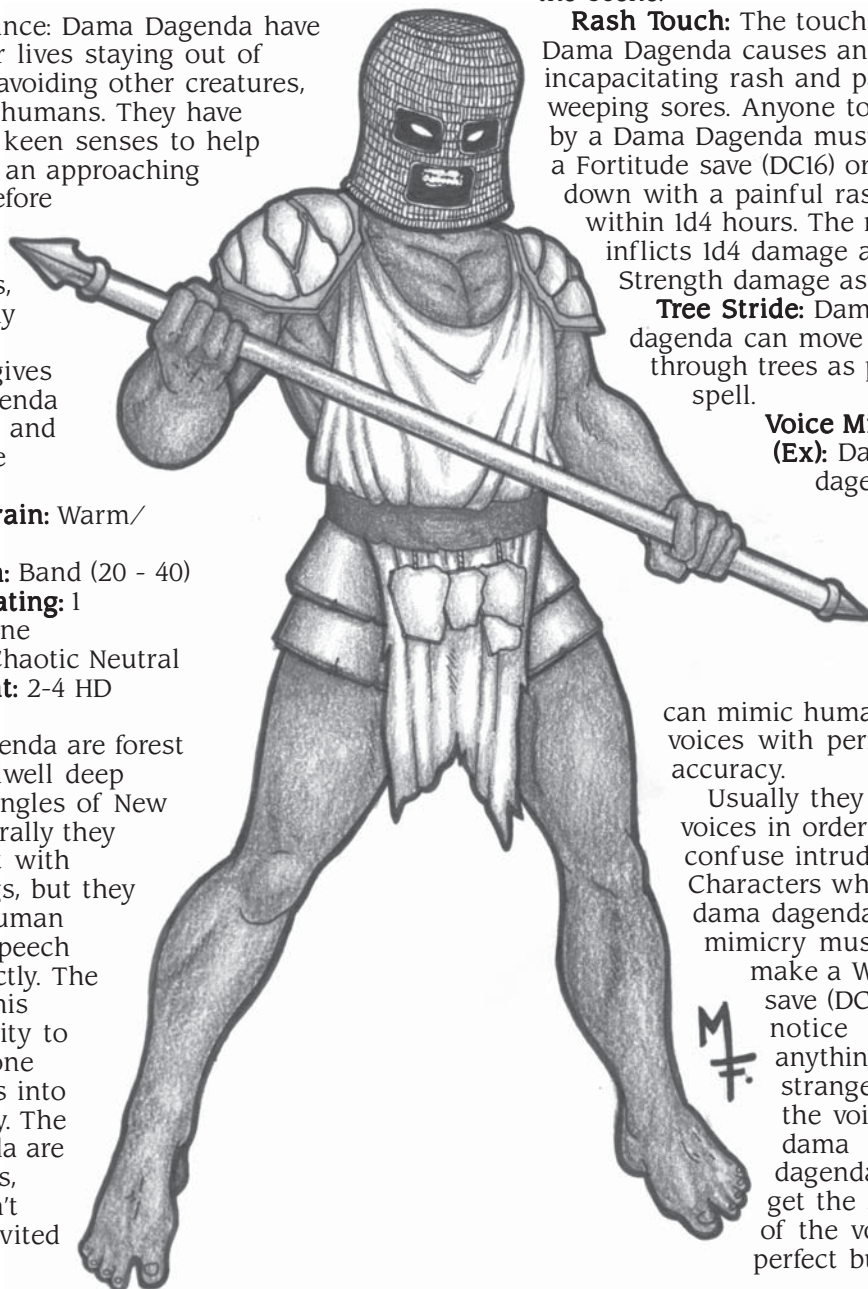 nce: Dama Dagenda have
r lives staying out of
avoiding other creatures,
humans. They have
keen senses to help
an approaching
efore
s,
y
gives
enda
and
e
rain: Warm/
n: Band (20 - 40)
ating: 1
ne
Chaotic Neutral
t: 2-4 HD
enda are forest
well deep
ngles of New
rally they
with
s, but they
uman
peech
ctly. The
his
ity to
one
s into
y. The
a are
s,
n't
vited
the scene.
Rash Touch: The touch
Dama Dagenda causes an
incapacitating rash and p
weeping sores. Anyone to
by a Dama Dagenda mus
a Fortitude save (DC16) or
down with a painful ras
within 1d4 hours. The r
inflicts 1d4 damage a
Strength damage as
Tree Stride: Dam
dagenda can move
through trees as p
spell.
Voice Mi
(Ex): Da
dage
can mimic huma
voices with per
accuracy.
Usually they
voices in order
confuse intrud
Characters wh
dama dagenda
mimicry mus
make a W
save (DC
notice
anythin
strange
the voi
dama
dagenda
get the
of the vo
perfect bu
MF.